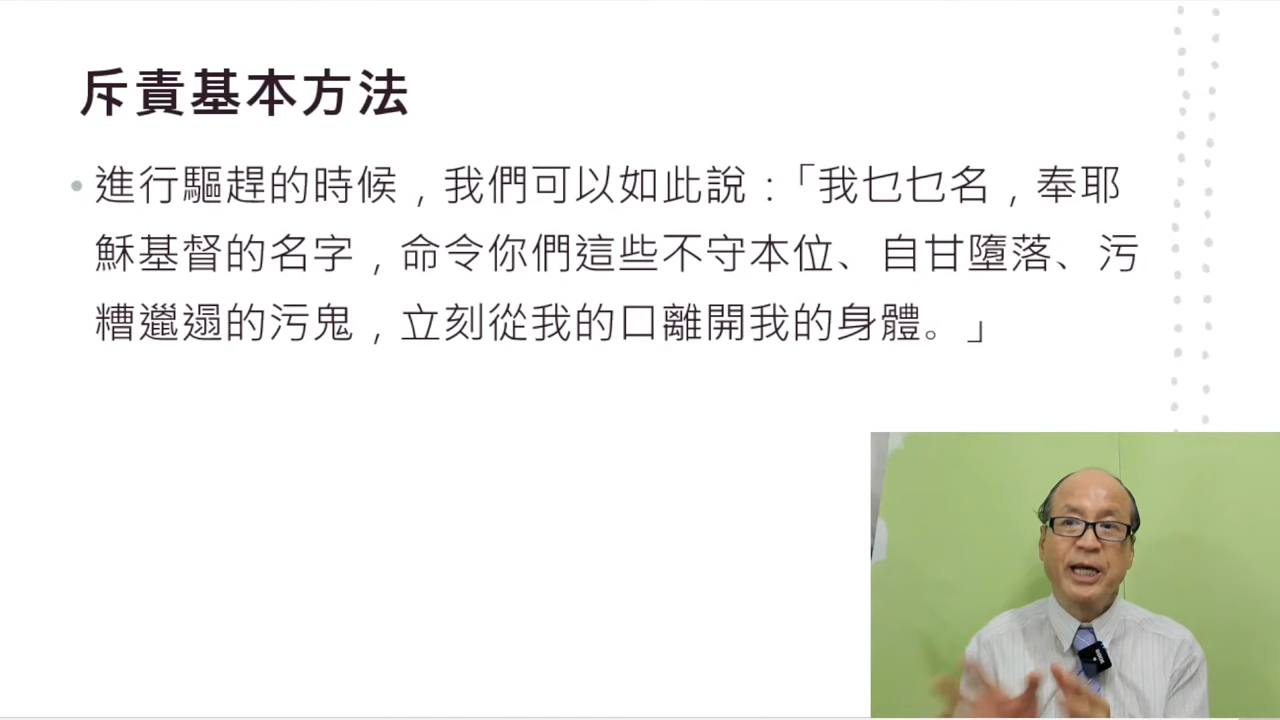 斥責基本方法
進行驅趕的時候，我們可以如此說：「我乜乜名，奉耶
穌基督的名字，命令你們這些不守本位、自甘墮落、污
糟邋遢的污鬼，立刻從我的口離開我的身體。」